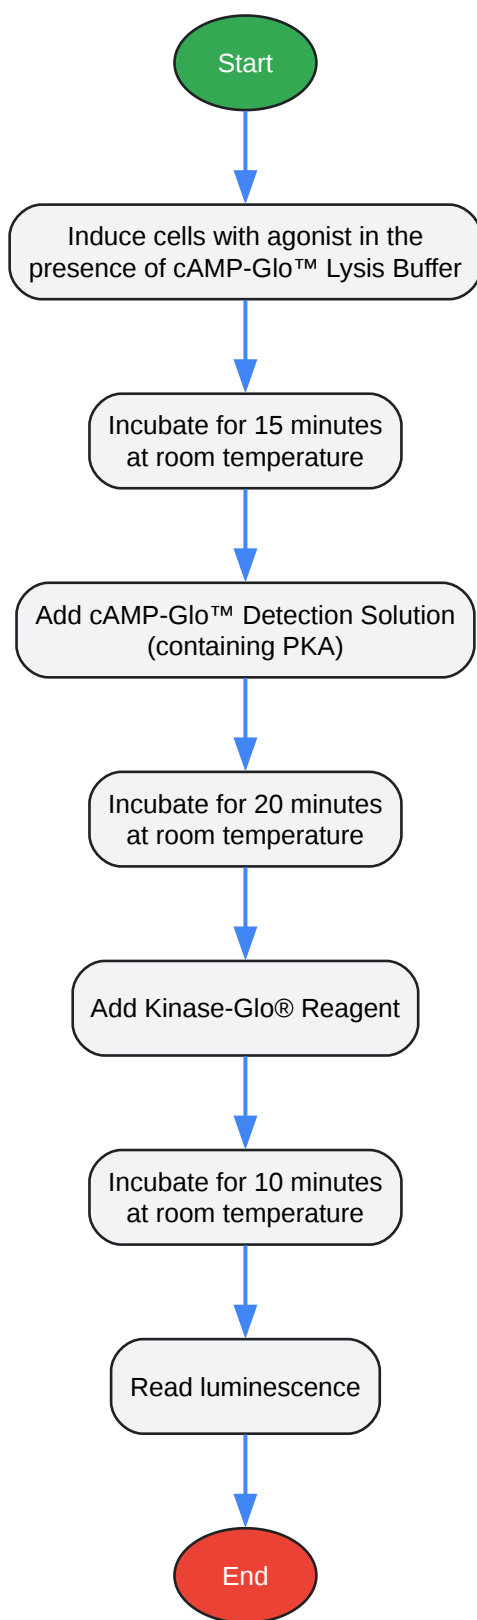 Start
Induce cells with agonist in the
presence of cAMP-Glo™ Lysis Buffer
Incubate for 15 minutes
at room temperature
Add cAMP-Glo™ Detection Solution
(containing PKA)
Incubate for 20 minutes
at room temperature
Add Kinase-Glo® Reagent
Incubate for 10 minutes
at room temperature
Read luminescence
End